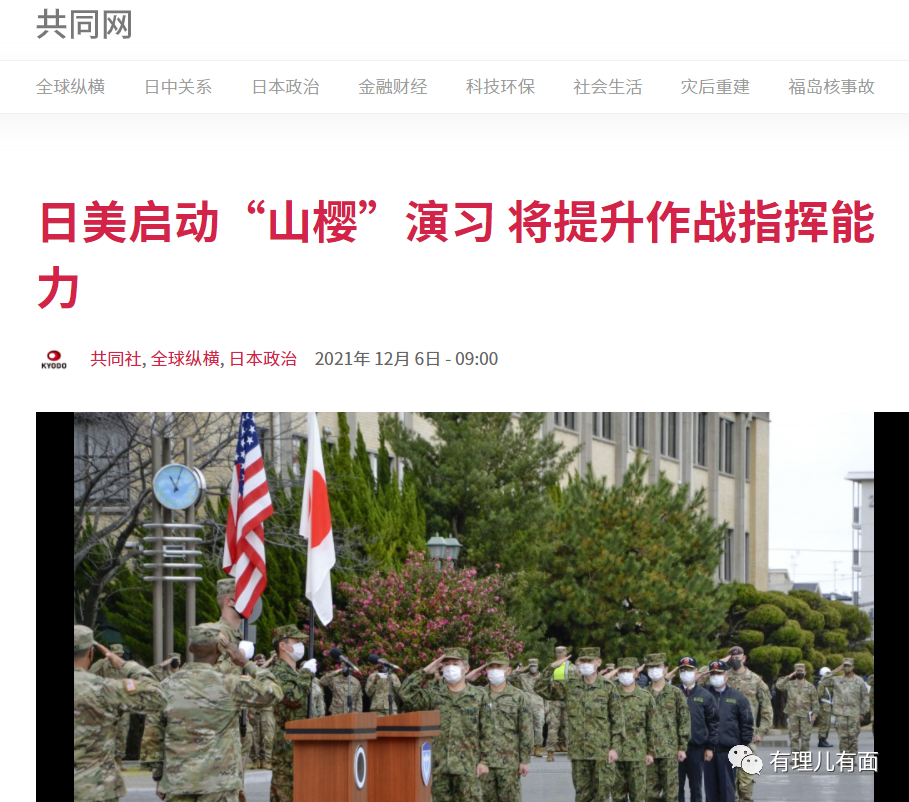 共同网
全球纵横 日中关系 日本政治 金融财经 科技环保 社会生活 灾后重建 福岛核事故
日美启动“山樱”演习 将提升作战指挥能
力
KYODO 共同社, 全球纵横, 日本政治 2021年 12月 6日 - 09:00
有理儿有面